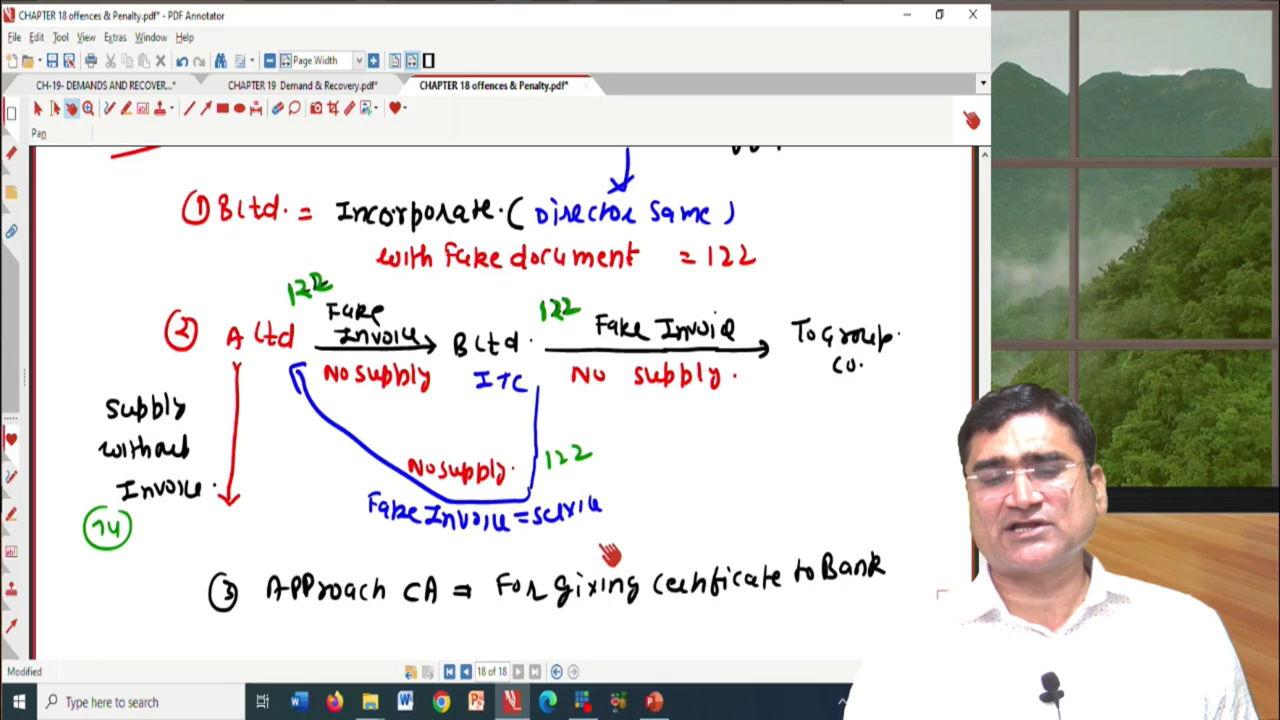 CHAPTER 18 offences & Penalty.pdf* - PDF Annotator
File Edit Tool View Extras Window Help
Page Width
CH-19- DEMANDS AND RECOVER...* CHAPTER 19 Demand & Recovery.pdf* CHAPTER 18 offences & Penalty.pdf*
Pan
① B Ltd. = Incorporate. ( Director Same )
with Fake document = 122
122 122
② A Ltd Fake Invoice B Ltd. Fake Invoice To Group Co.
No supply ITC No supply.
Supply
without
Invoice.
No supply. 122
Fake Invoice = Service
74
③ Approach CA = For giving certificate to Bank
Modified 18 of 18
Type here to search